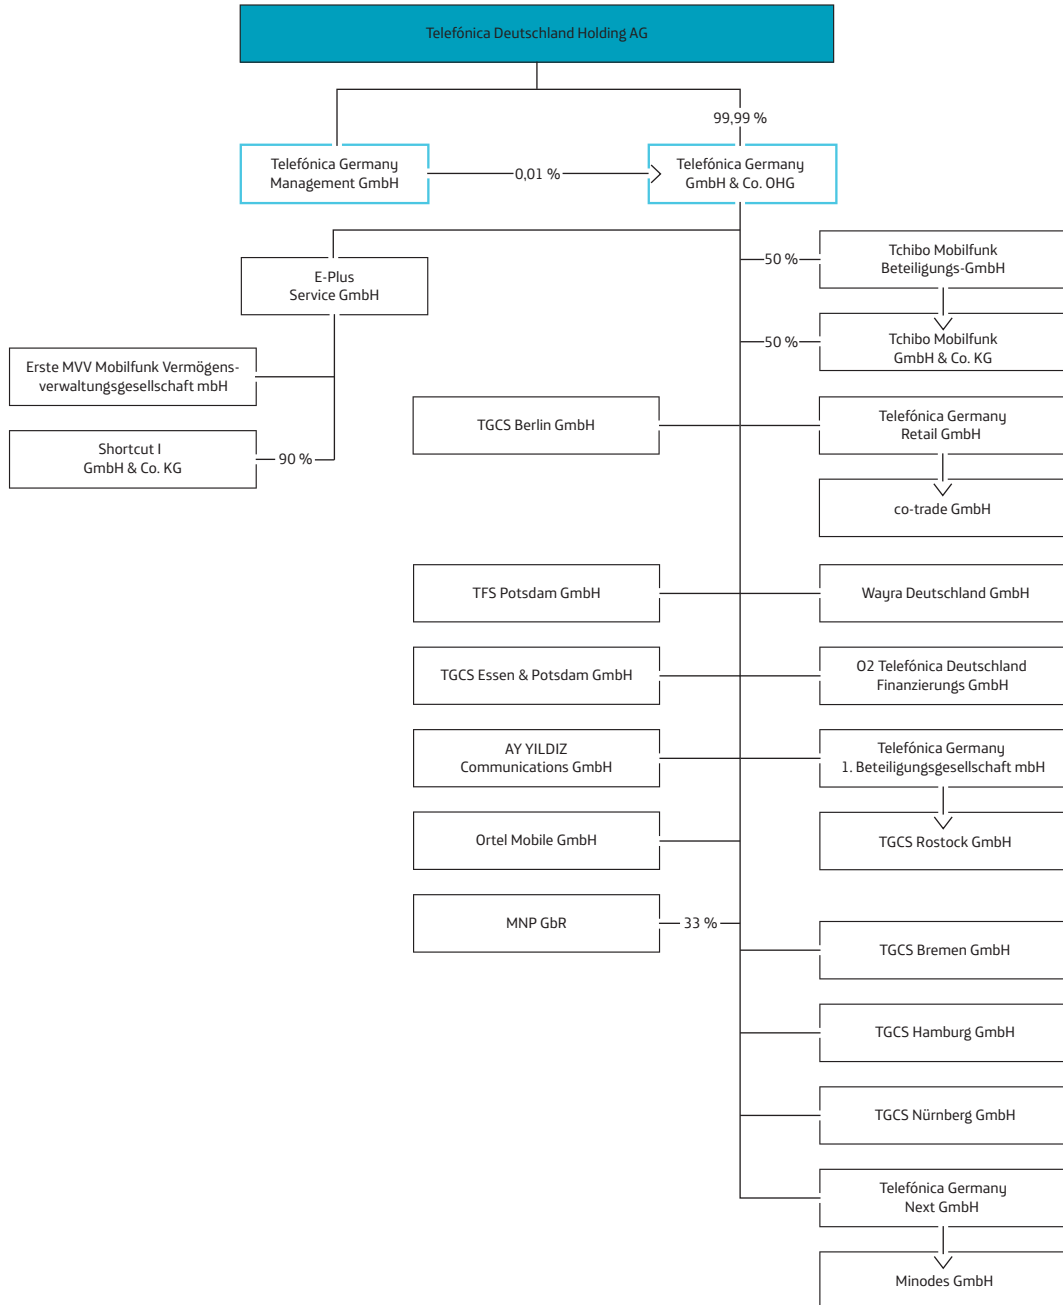 Telefónica Deutschland Holding AG
99,99 %
Telefónica Germany
Management GmbH
0,01 %
Telefónica Germany
GmbH & Co. OHG
E-Plus
Service GmbH
50 %
Tchibo Mobilfunk
Beteiligungs-GmbH
50 %
Tchibo Mobilfunk
GmbH & Co. KG
Erste MVV Mobilfunk Vermögens-
verwaltungsgesellschaft mbH
Shortcut I
GmbH & Co. KG
90 %
TGCS Berlin GmbH
Telefónica Germany
Retail GmbH
co-trade GmbH
TFS Potsdam GmbH
Wayra Deutschland GmbH
TGCS Essen & Potsdam GmbH
O2 Telefónica Deutschland
Finanzierungs GmbH
AY YILDIZ
Communications GmbH
Telefónica Germany
1. Beteiligungsgesellschaft mbH
Ortel Mobile GmbH
TGCS Rostock GmbH
MNP GbR
33 %
TGCS Bremen GmbH
TGCS Hamburg GmbH
TGCS Nürnberg GmbH
Telefónica Germany
Next GmbH
Minodes GmbH